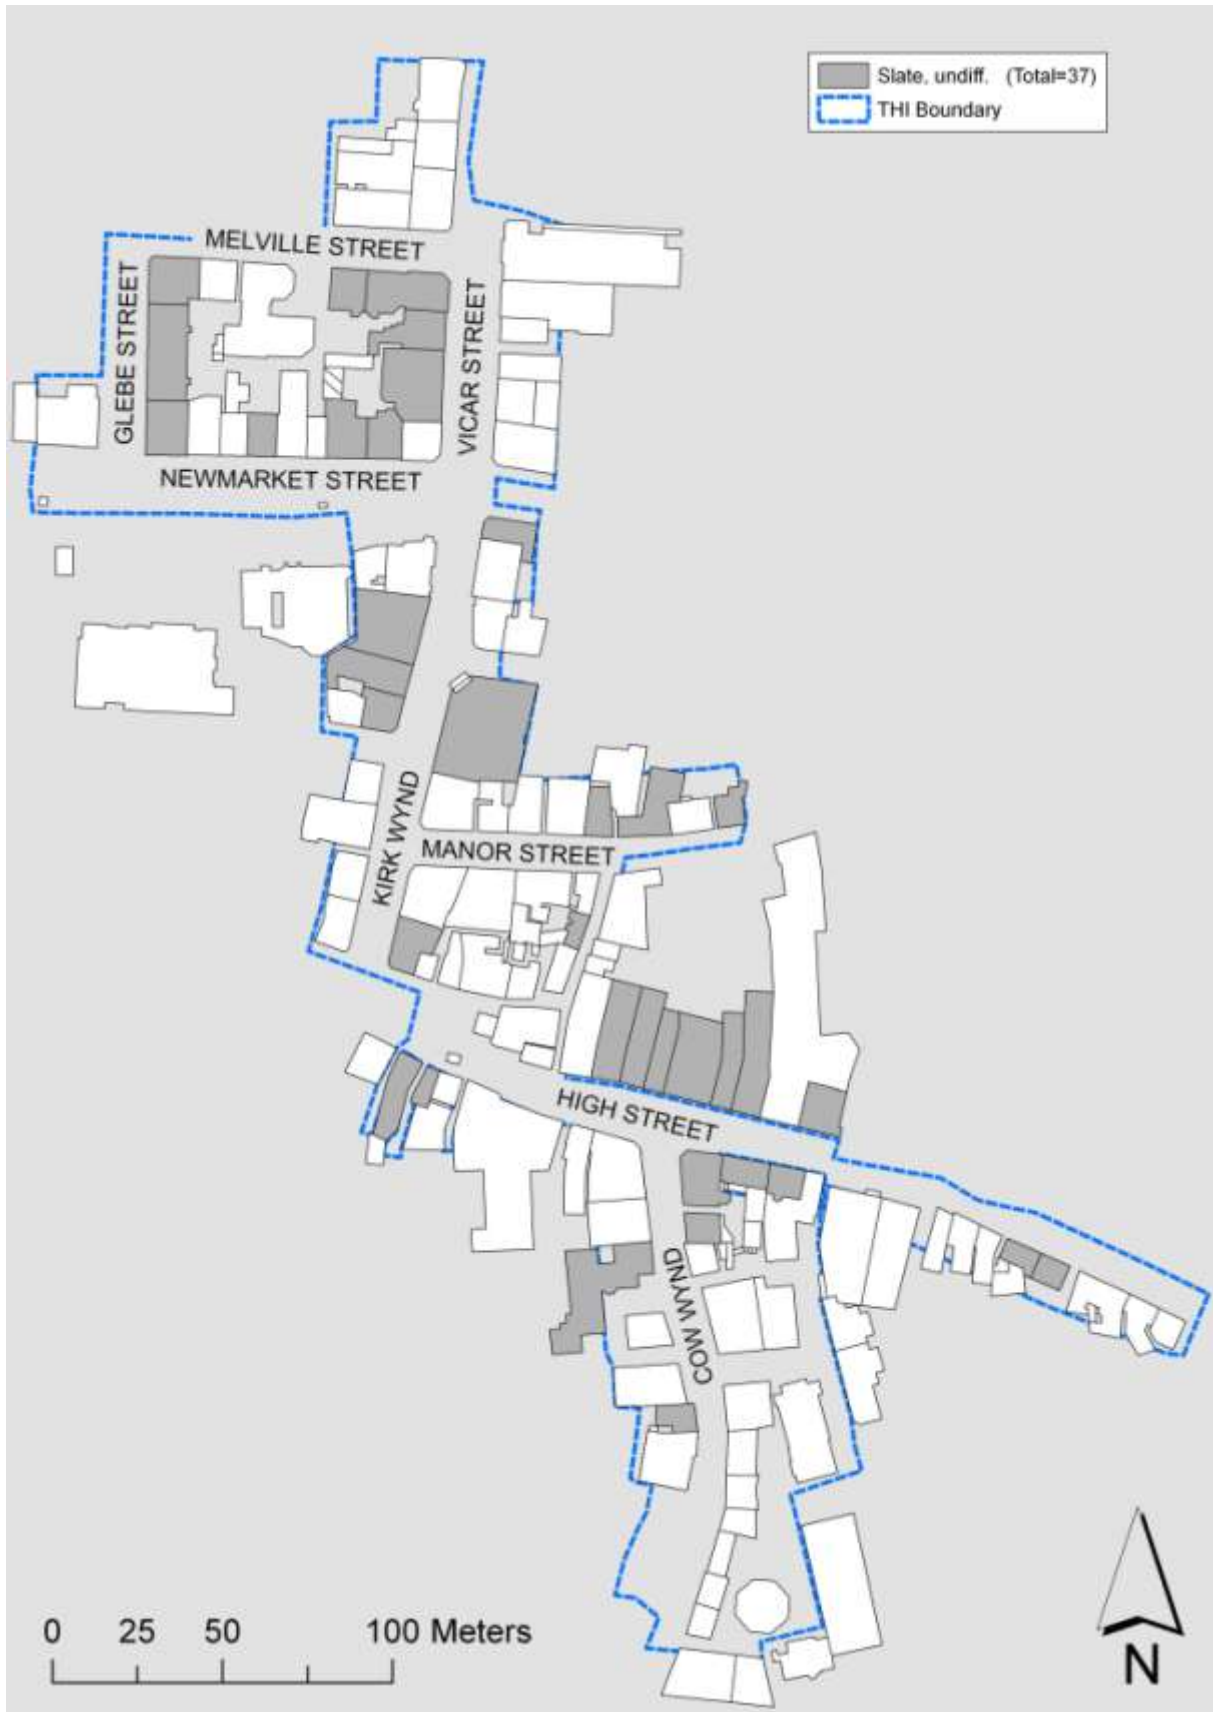 Slate, undiff. (Total=37)
THI Boundary
MELVILLE STREET
GLEBE STREET
VICAR STREET
NEWMARKET STREET
KIRK WYND
MANOR STREET
HIGH STREET
COW WYND
0 25 50 100 Meters
N